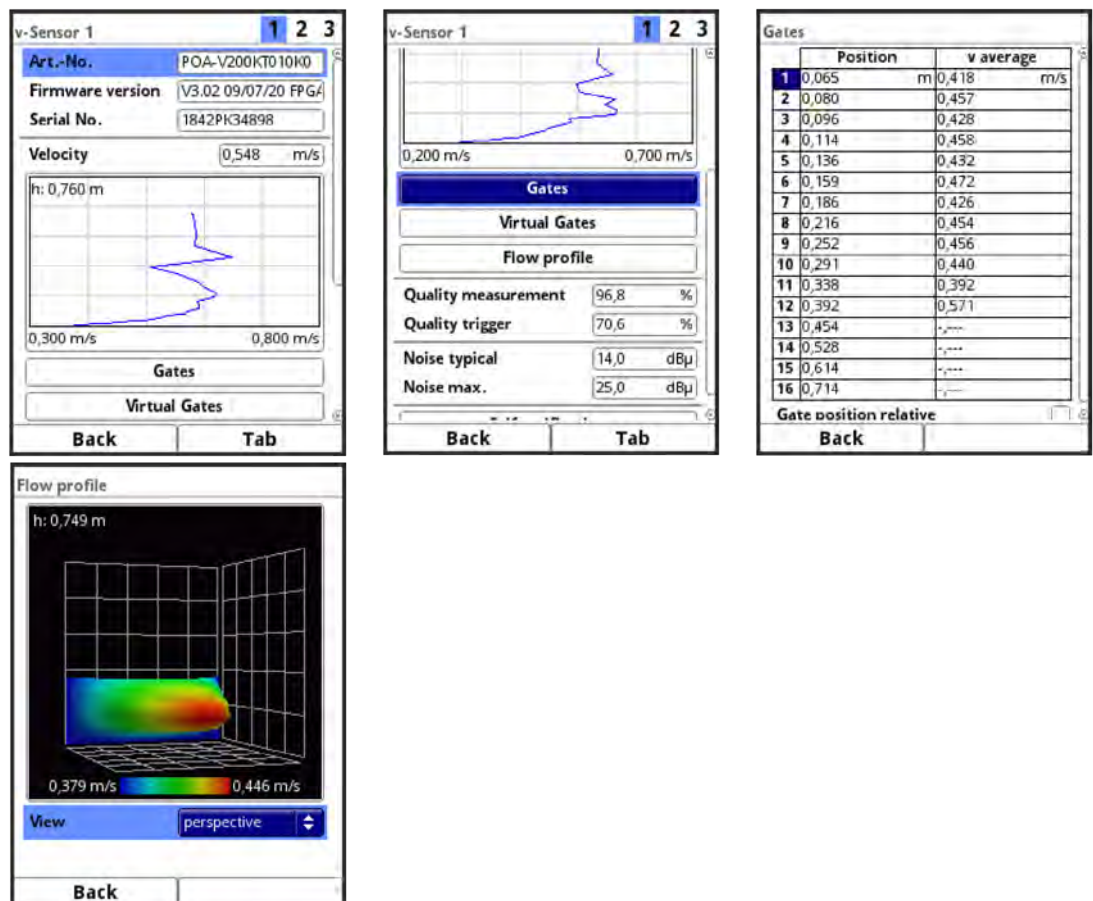 v-Sensor 1 1 2 3
Art.-No. POA-V200KT010K0
Firmware version V3.02 09/07/20 FPGA
Serial No. 1842PK34898
Velocity 0,548 m/s
h: 0,760 m
0,300 m/s 0,800 m/s
Gates
Virtual Gates
Back Tab
v-Sensor 1 1 2 3
0,200 m/s 0,700 m/s
Gates
Virtual Gates
Flow profile
Quality measurement 96,8 %
Quality trigger 70,6 %
Noise typical 14,0 dBµ
Noise max. 25,0 dBµ
Back Tab
Gates
Position v average
1 0,065 m 0,418 m/s
2 0,080 0,457
3 0,096 0,428
4 0,114 0,458
5 0,136 0,432
6 0,159 0,472
7 0,186 0,426
8 0,216 0,454
9 0,252 0,456
10 0,291 0,440
11 0,338 0,392
12 0,392 0,571
13 0,454 -,---
14 0,528 -,---
15 0,614 -,---
16 0,714 -,---
Gate position relative
Back
Flow profile
h: 0,749 m
0,379 m/s 0,446 m/s
View perspective
Back